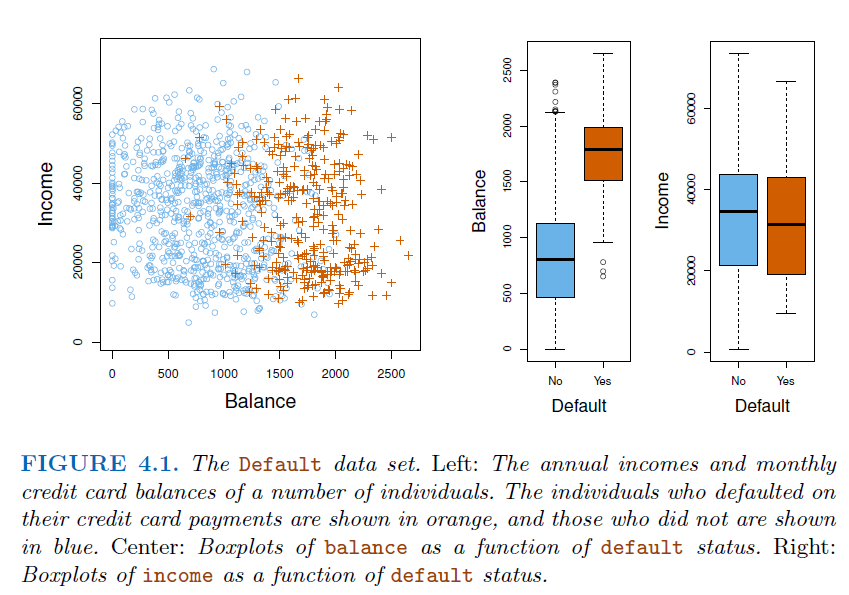 60000
40000
20000
0
Income
0 500 1000 1500 2000 2500
Balance
2500
2000
1500
1000
500
0
Balance
No Yes
Default
60000
40000
20000
0
Income
No Yes
Default
FIGURE 4.1. The Default data set. Left: The annual incomes and monthly
credit card balances of a number of individuals. The individuals who defaulted on
their credit card payments are shown in orange, and those who did not are shown
in blue. Center: Boxplots of balance as a function of default status. Right:
Boxplots of income as a function of default status.